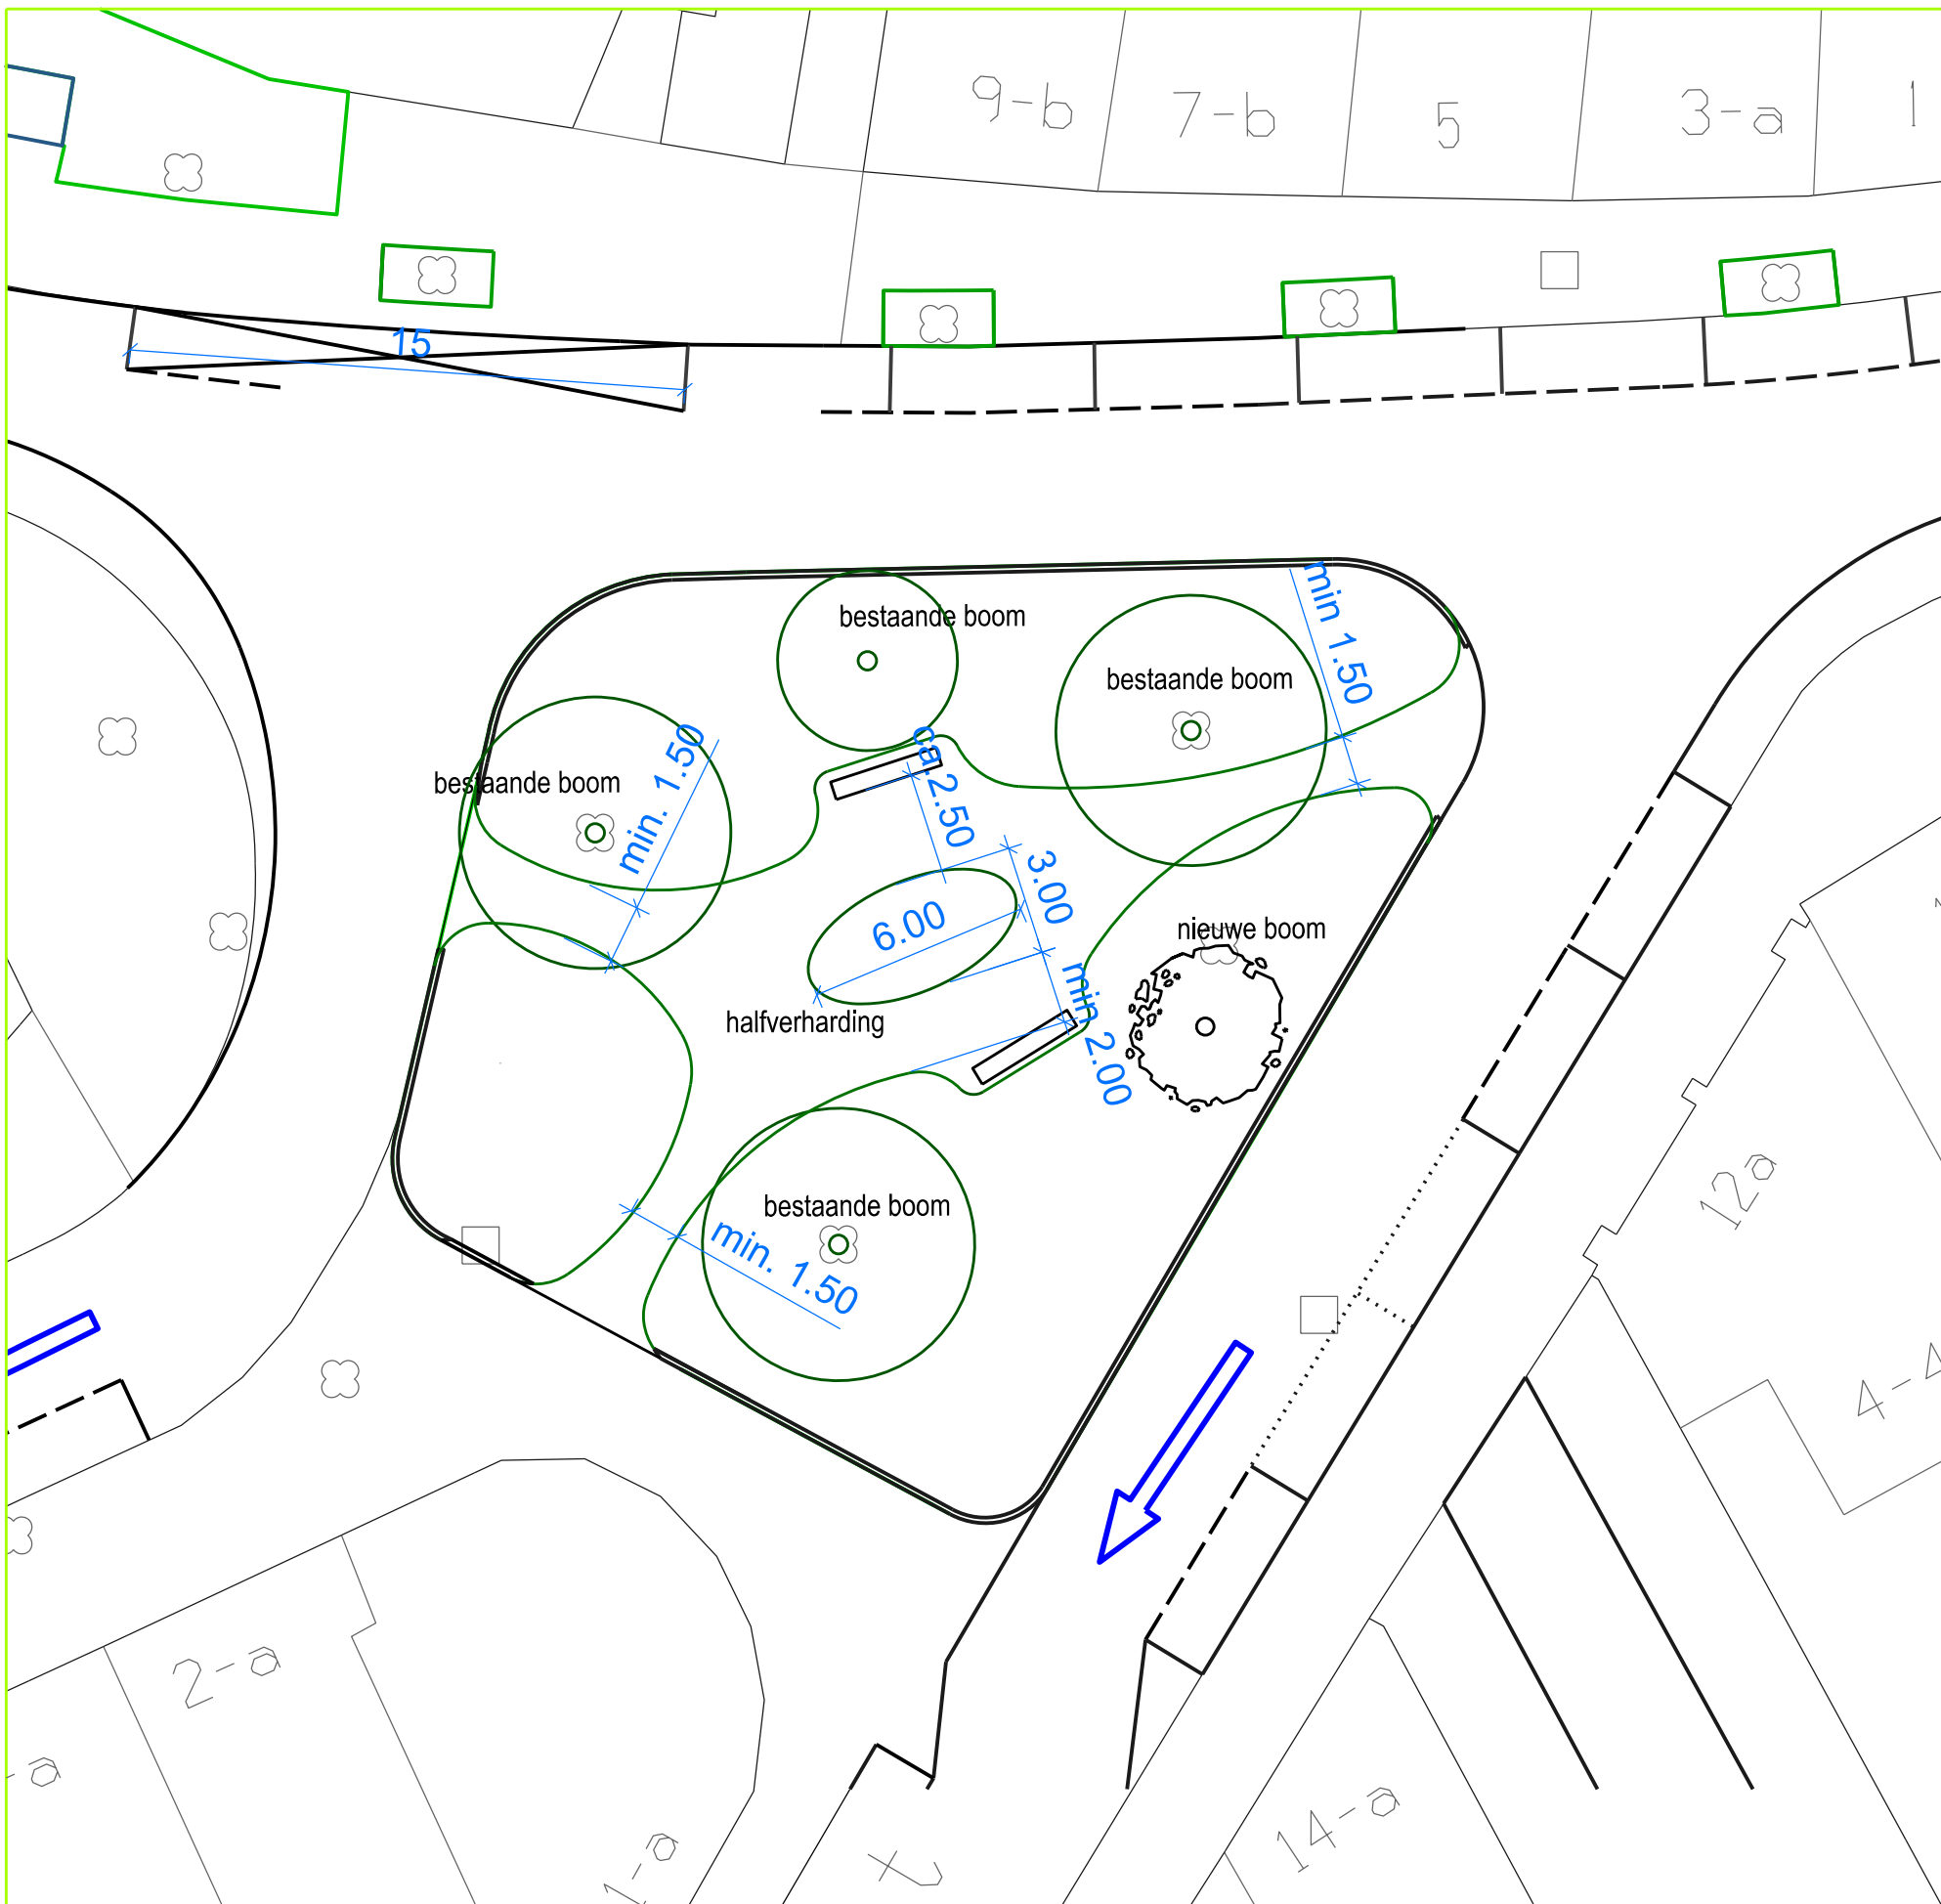 9-b
7-b
5
3-a
1
15
min 1.50
bestaande boom
bestaande boom
min. 1.50
bestaande boom
ca.2.50
3.00
6.00
nieuwe boom
min 2.00
halfverharding
12a
bestaande boom
min. 1.50
2-a
14-a